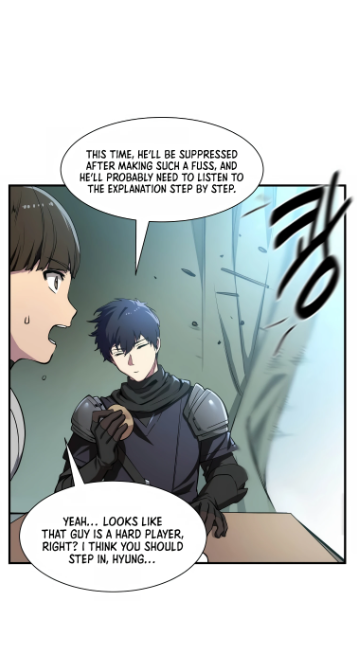 THIS TIME, HE'LL BE SUPPRESSED
AFTER MAKING SUCH A FUSS, AND
HE'LL PROBABLY NEED TO LISTEN TO
THE EXPLANATION STEP BY STEP.
쾅
YEAH... LOOKS LIKE
THAT GUY IS A HARD PLAYER,
RIGHT? I THINK YOU SHOULD
STEP IN, HYUNG...